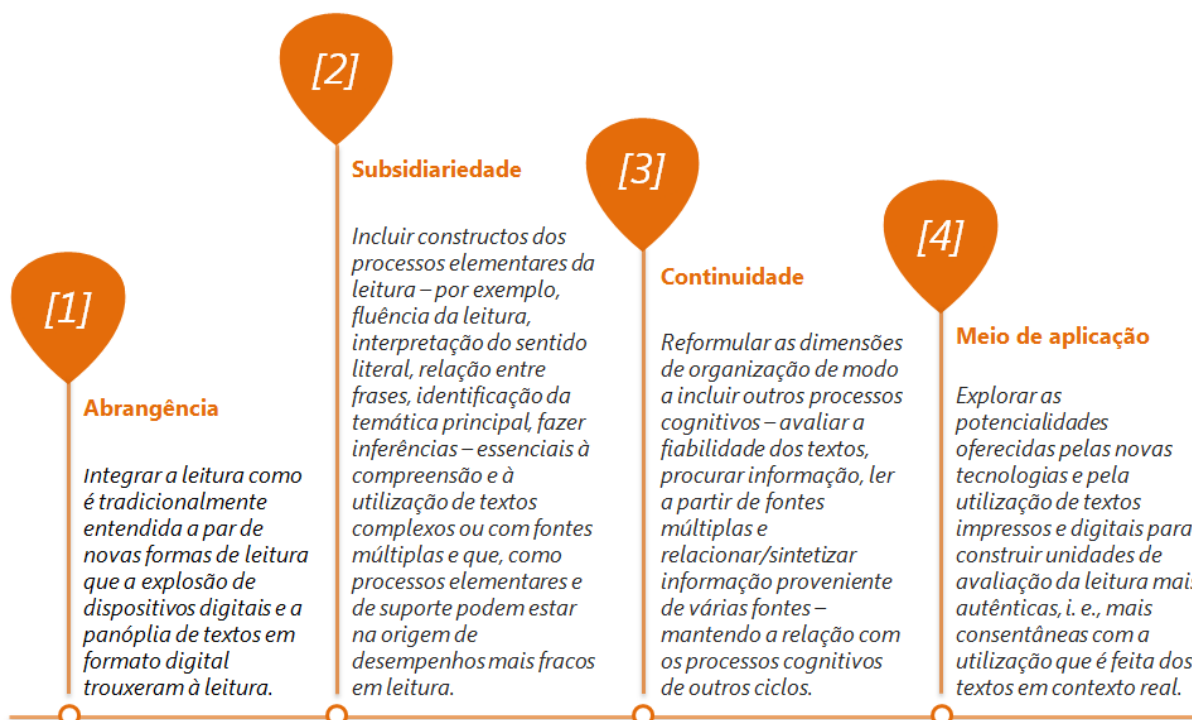 [1]
Abrangência
Integrar a leitura como
é tradicionalmente
entendida a par de
novas formas de leitura
que a explosão de
dispositivos digitais e a
panóplia de textos em
formato digital
trouxeram à leitura.
[2]
Subsidiariedade
Incluir constructos dos
processos elementares da
leitura – por exemplo,
fluência da leitura,
interpretação do sentido
literal, relação entre
frases, identificação da
temática principal, fazer
inferências – essenciais à
compreensão e à
utilização de textos
complexos ou com fontes
múltiplas e que, como
processos elementares e
de suporte podem estar
na origem de
desempenhos mais fracos
em leitura.
[3]
Continuidade
Reformular as dimensões
de organização de modo
a incluir outros processos
cognitivos – avaliar a
fiabilidade dos textos,
procurar informação, ler
a partir de fontes
múltiplas e
relacionar/sintetizar
informação proveniente
de várias fontes –
mantendo a relação com
os processos cognitivos
de outros ciclos.
[4]
Meio de aplicação
Explorar as
potencialidades
oferecidas pelas novas
tecnologias e pela
utilização de textos
impressos e digitais para
construir unidades de
avaliação da leitura mais
autênticas, i. e., mais
consentâneas com a
utilização que é feita dos
textos em contexto real.